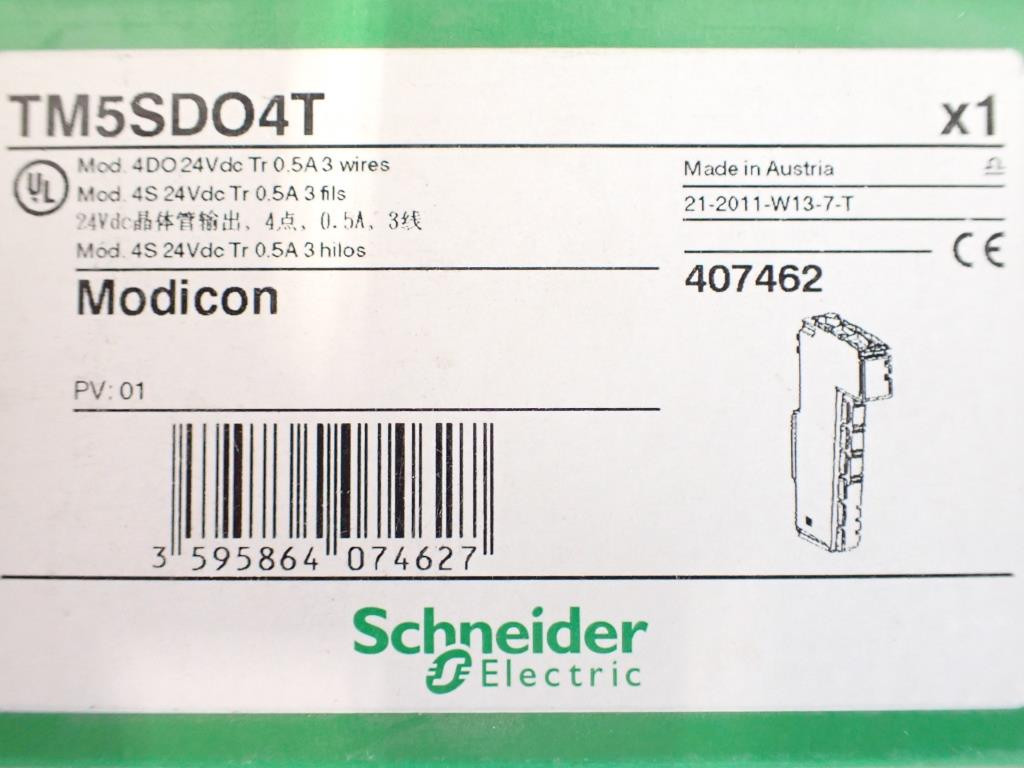 TM5SDO4T
x1
UL
Mod. 4DO 24Vdc Tr 0.5A 3 wires
Mod. 4S 24Vdc Tr 0.5A 3 fils
24Vdc晶体管输出, 4点, 0.5A, 3线
Mód. 4S 24Vdc Tr 0.5A 3 hilos
Made in Austria
21-2011-W13-7-T
CE
407462
Modicon
PV: 01
3 595864 074627
Schneider
Electric